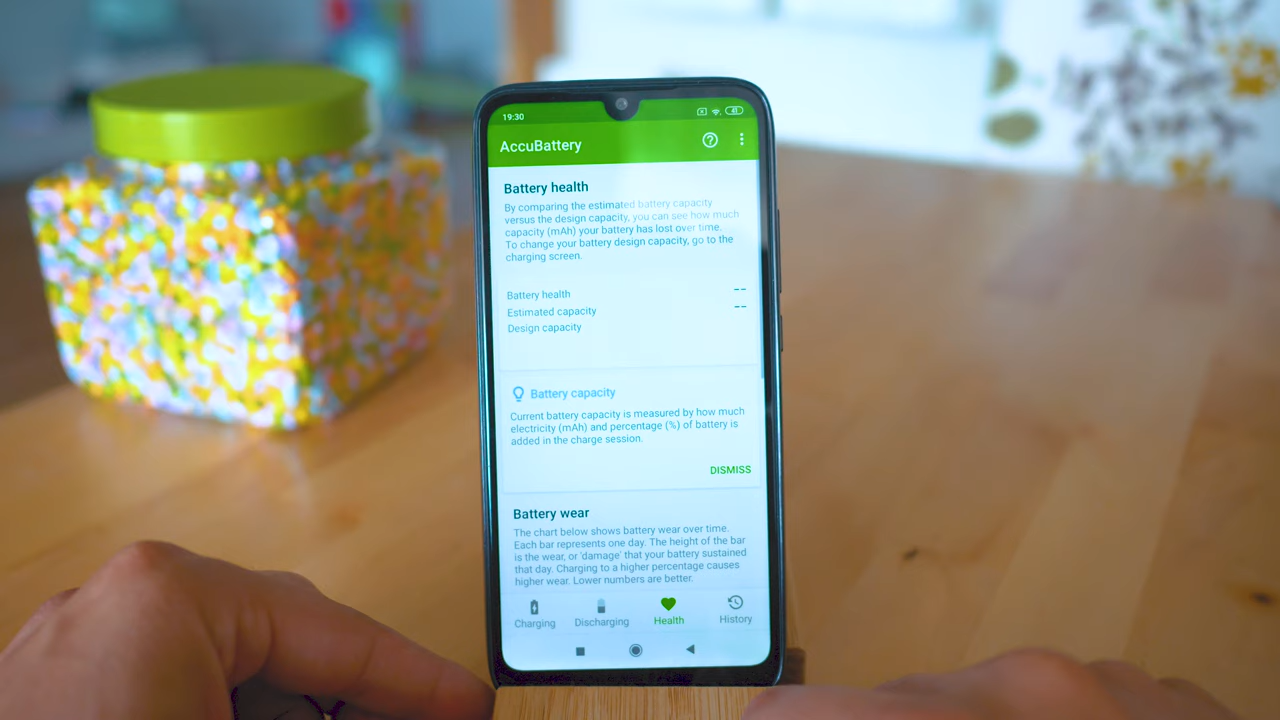 19:30
41
AccuBattery
Battery health
By comparing the estimated battery capacity
versus the design capacity, you can see how much
capacity (mAh) your battery has lost over time.
To change your battery design capacity, go to the
charging screen.
Battery health --
Estimated capacity --
Design capacity
Battery capacity
Current battery capacity is measured by how much
electricity (mAh) and percentage (%) of battery is
added in the charge session.
DISMISS
Battery wear
The chart below shows battery wear over time.
Each bar represents one day. The height of the bar
is the wear, or 'damage' that your battery sustained
that day. Charging to a higher percentage causes
higher wear. Lower numbers are better.
Charging Discharging Health History